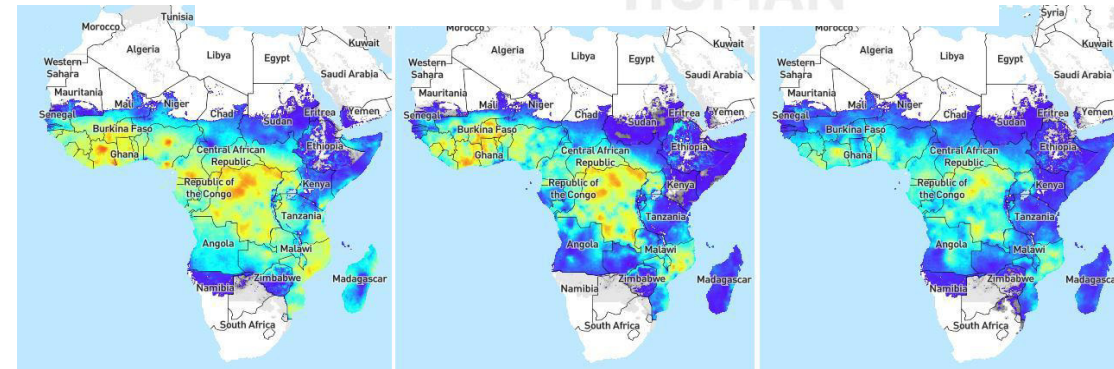 HUMAN
Tunisia
Morocco
Algeria
Libya
Egypt
Kuwait
Western
Sahara
Saudi Arabia
Mauritania
Mali
Niger
Senegal
Chad
Sudan
Eritrea
Yemen
Burkina Faso
Ghana
Ethiopia
Central African
Republic
Republic of
the Congo
Kenya
Tanzania
Angola
Malawi
Zimbabwe
Namibia
Madagascar
South Africa
Morocco
Algeria
Libya
Egypt
Kuwait
Western
Sahara
Saudi Arabia
Mauritania
Mali
Niger
Senegal
Chad
Sudan
Eritrea
Yemen
Burkina Faso
Ghana
Ethiopia
Central African
Republic
Republic of
the Congo
Kenya
Tanzania
Angola
Malawi
Zimbabwe
Namibia
Madagascar
South Africa
Syria
Morocco
Algeria
Libya
Egypt
Kuwait
Western
Sahara
Saudi Arabia
Mauritania
Mali
Niger
Senegal
Chad
Sudan
Eritrea
Yemen
Burkina Faso
Ghana
Ethiopia
Central African
Republic
Republic of
the Congo
Kenya
Tanzania
Angola
Malawi
Zimbabwe
Namibia
Madagascar
South Africa